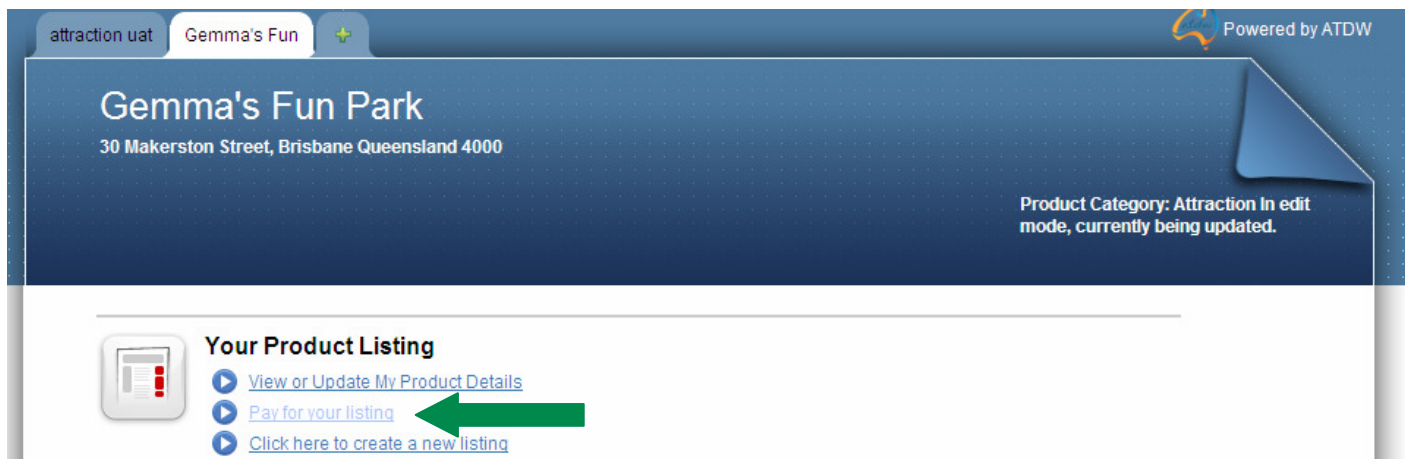 attraction uat
Gemma's Fun
Powered by ATDW
Gemma's Fun Park
30 Makerston Street, Brisbane Queensland 4000
Product Category: Attraction In edit
mode, currently being updated.
Your Product Listing
View or Update My Product Details
Pay for your listing
Click here to create a new listing